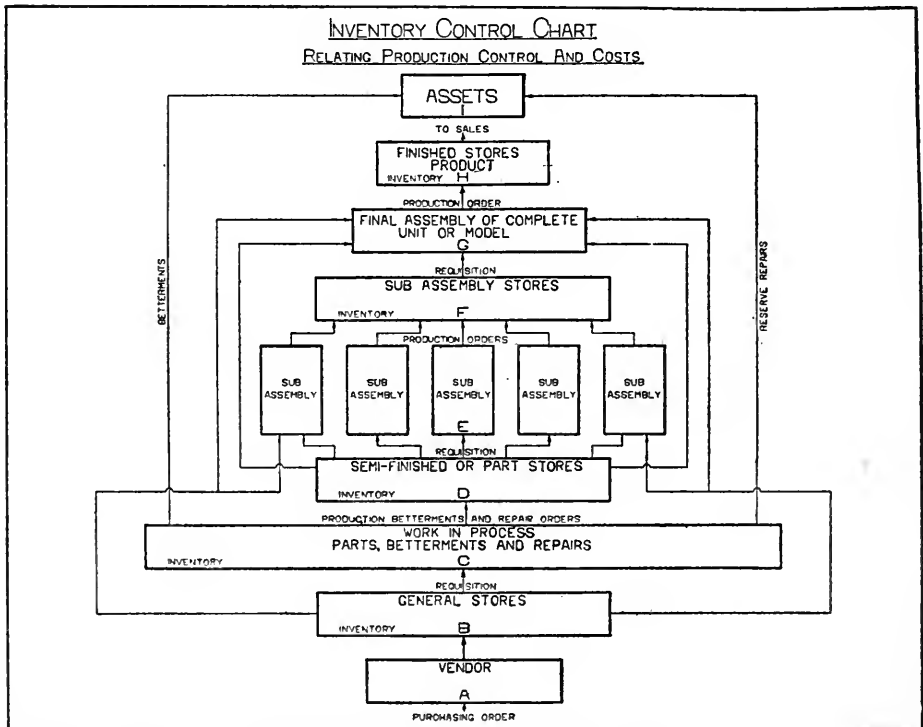 INVENTORY CONTROL CHART
RELATING PRODUCTION CONTROL AND COSTS
ASSETS
I
TO SALES
FINISHED STORES
PRODUCT
INVENTORY H
PRODUCTION ORDER
FINAL ASSEMBLY OF COMPLETE
UNIT OR MODEL
G
REQUISITION
SUB ASSEMBLY STORES
INVENTORY F
PRODUCTION ORDERS
SUB
ASSEMBLY
SUB
ASSEMBLY
SUB
ASSEMBLY
E
SUB
ASSEMBLY
SUB
ASSEMBLY
REQUISITION
SEMI-FINISHED OR PART STORES
INVENTORY D
PRODUCTION BETTERMENTS AND REPAIR ORDERS
WORK IN PROCESS
PARTS, BETTERMENTS AND REPAIRS
INVENTORY C
REQUISITION
GENERAL STORES
INVENTORY B
VENDOR
A
PURCHASING ORDER
BETTERMENTS
RESERVE REPAIRS